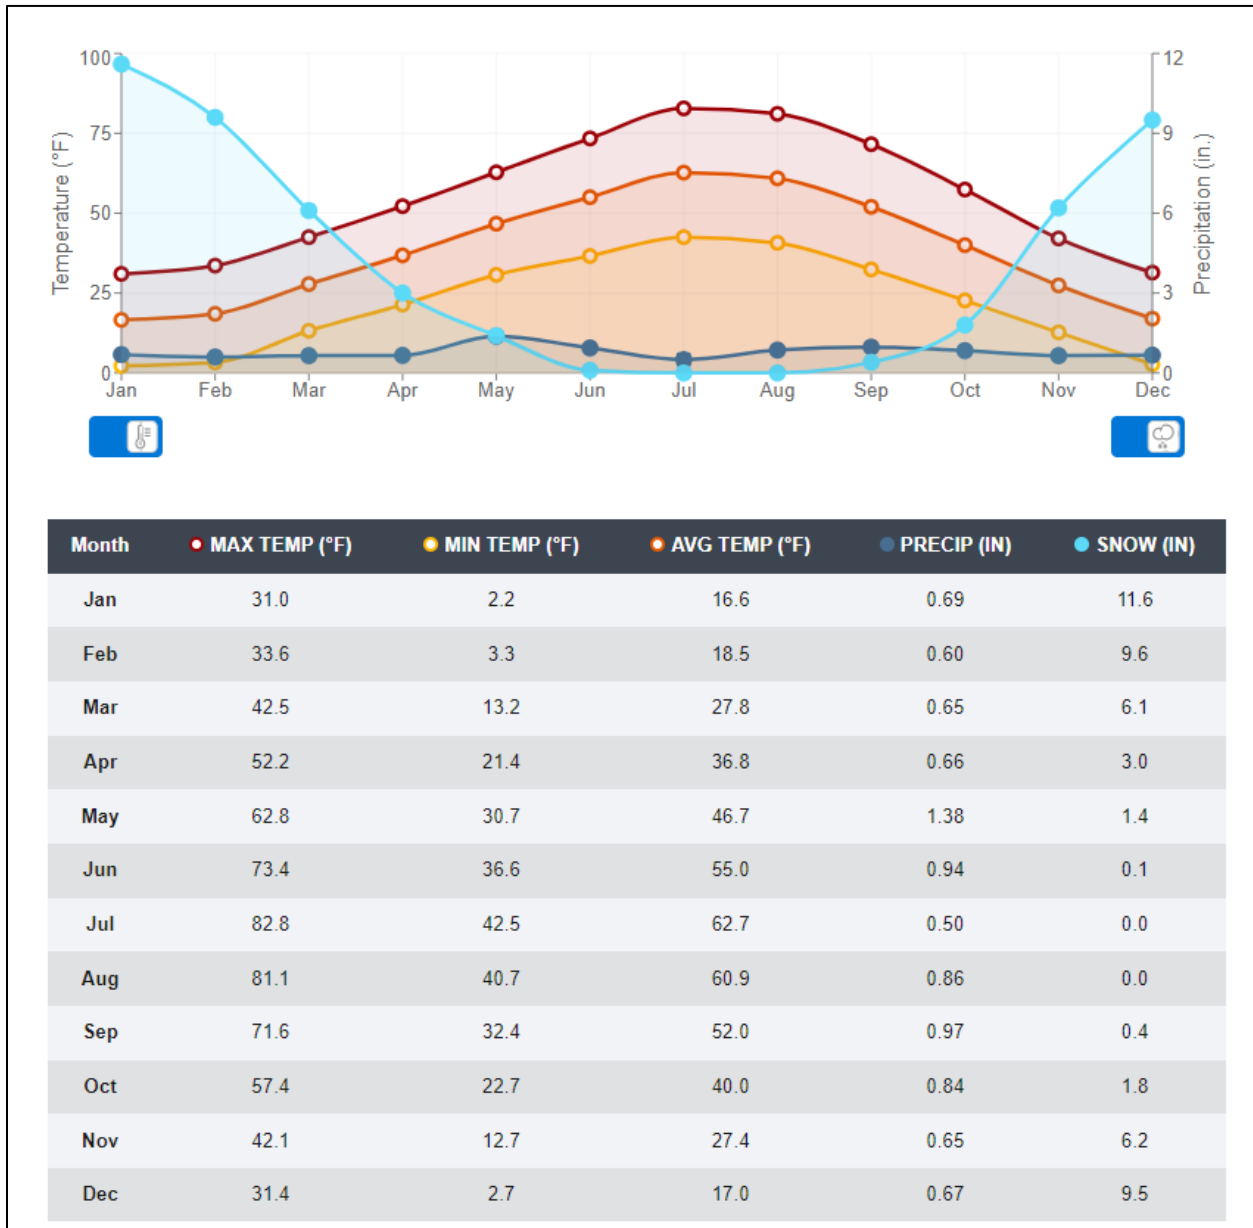 100
12
75
9
50
6
25
3
0
0
Temperature (°F)
Precipitation (in.)
Jan Feb Mar Apr May Jun Jul Aug Sep Oct Nov Dec
Month MAX TEMP (°F) MIN TEMP (°F) AVG TEMP (°F) PRECIP (IN) SNOW (IN)
Jan 31.0 2.2 16.6 0.69 11.6
Feb 33.6 3.3 18.5 0.60 9.6
Mar 42.5 13.2 27.8 0.65 6.1
Apr 52.2 21.4 36.8 0.66 3.0
May 62.8 30.7 46.7 1.38 1.4
Jun 73.4 36.6 55.0 0.94 0.1
Jul 82.8 42.5 62.7 0.50 0.0
Aug 81.1 40.7 60.9 0.86 0.0
Sep 71.6 32.4 52.0 0.97 0.4
Oct 57.4 22.7 40.0 0.84 1.8
Nov 42.1 12.7 27.4 0.65 6.2
Dec 31.4 2.7 17.0 0.67 9.5